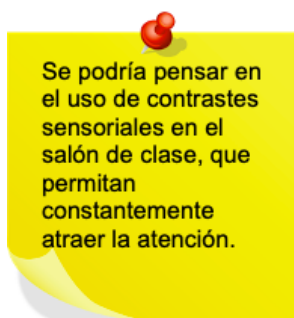 Se podría pensar en
el uso de contrastes
sensoriales en el
salón de clase, que
permitan
constantemente
atraer la atención.